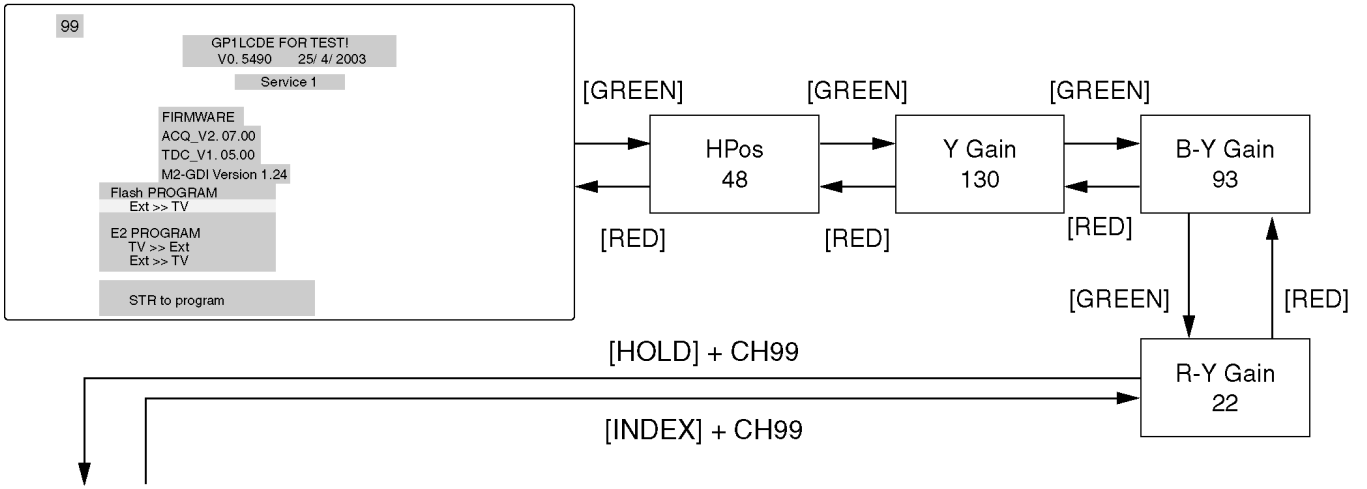 99
GP1LCDE FOR TEST!
V0. 5490 25/ 4/ 2003
Service 1
FIRMWARE
ACQ_V2. 07.00
TDC_V1. 05.00
M2-GDI Version 1.24
Flash PROGRAM
Ext >> TV
E2 PROGRAM
TV >> Ext
Ext >> TV
STR to program
[GREEN]
[GREEN]
[GREEN]
HPos
48
Y Gain
130
B-Y Gain
93
[RED]
[RED]
[RED]
[GREEN]
[RED]
R-Y Gain
22
[HOLD] + CH99
[INDEX] + CH99